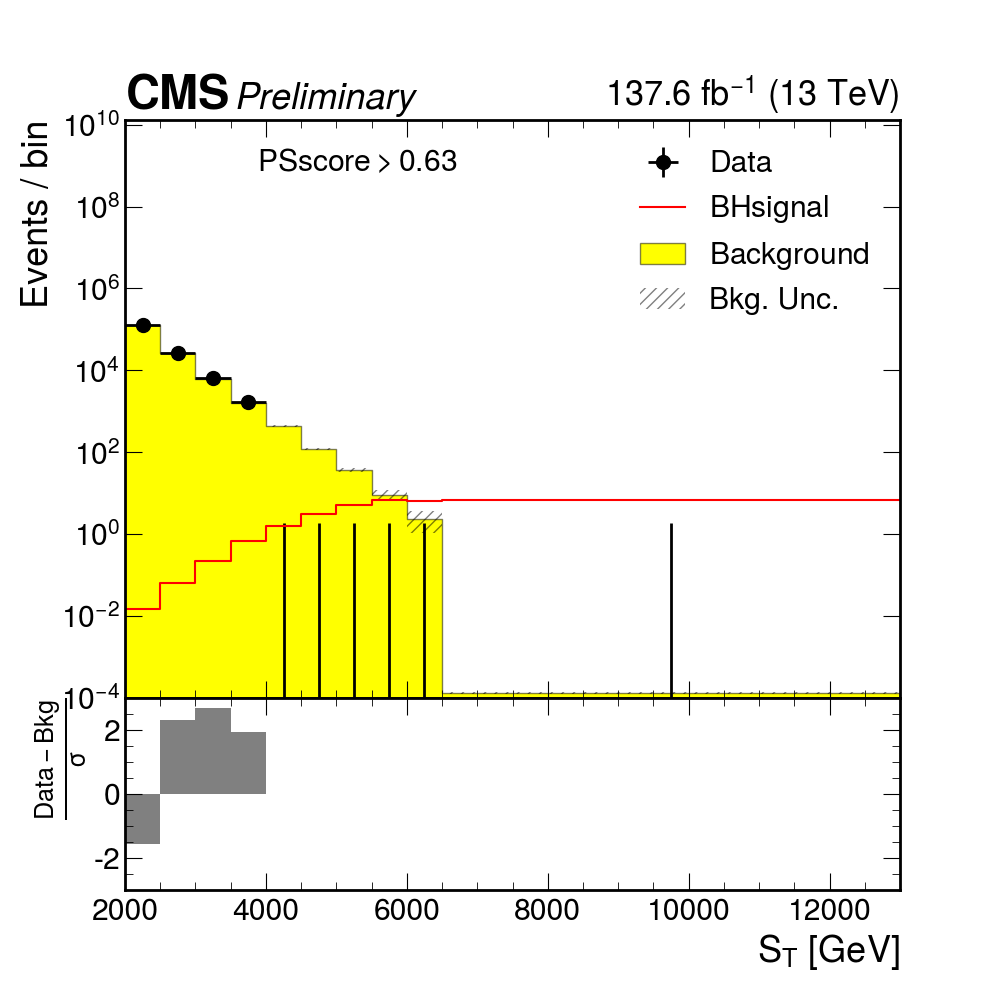 CMS Preliminary
137.6 fb⁻¹ (13 TeV)
Events / bin
10¹⁰
10⁸
10⁶
10⁴
10²
10⁰
10⁻²
10⁻⁴
PSscore > 0.63
Data
BHsignal
Background
Bkg. Unc.
Data – Bkg
σ
2
0
-2
2000 4000 6000 8000 10000 12000
S_T [GeV]